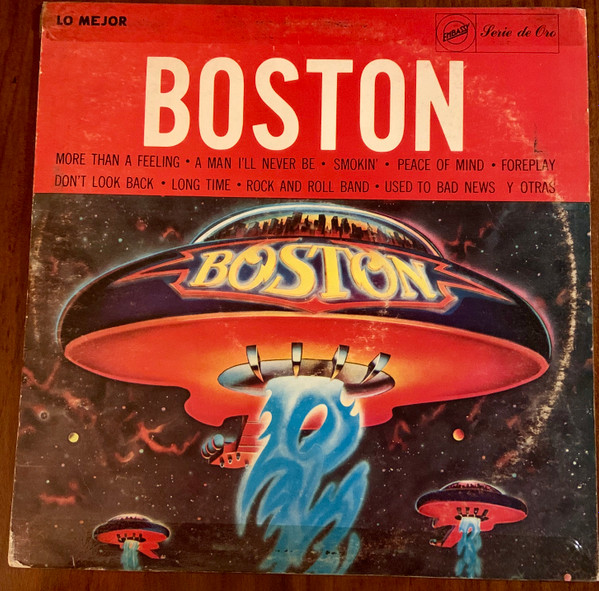 LO MEJOR
EMBASSY Serie de Oro
BOSTON
MORE THAN A FEELING • A MAN I'LL NEVER BE • SMOKIN' • PEACE OF MIND • FOREPLAY
DON'T LOOK BACK • LONG TIME • ROCK AND ROLL BAND • USED TO BAD NEWS Y OTRAS
BOSTON